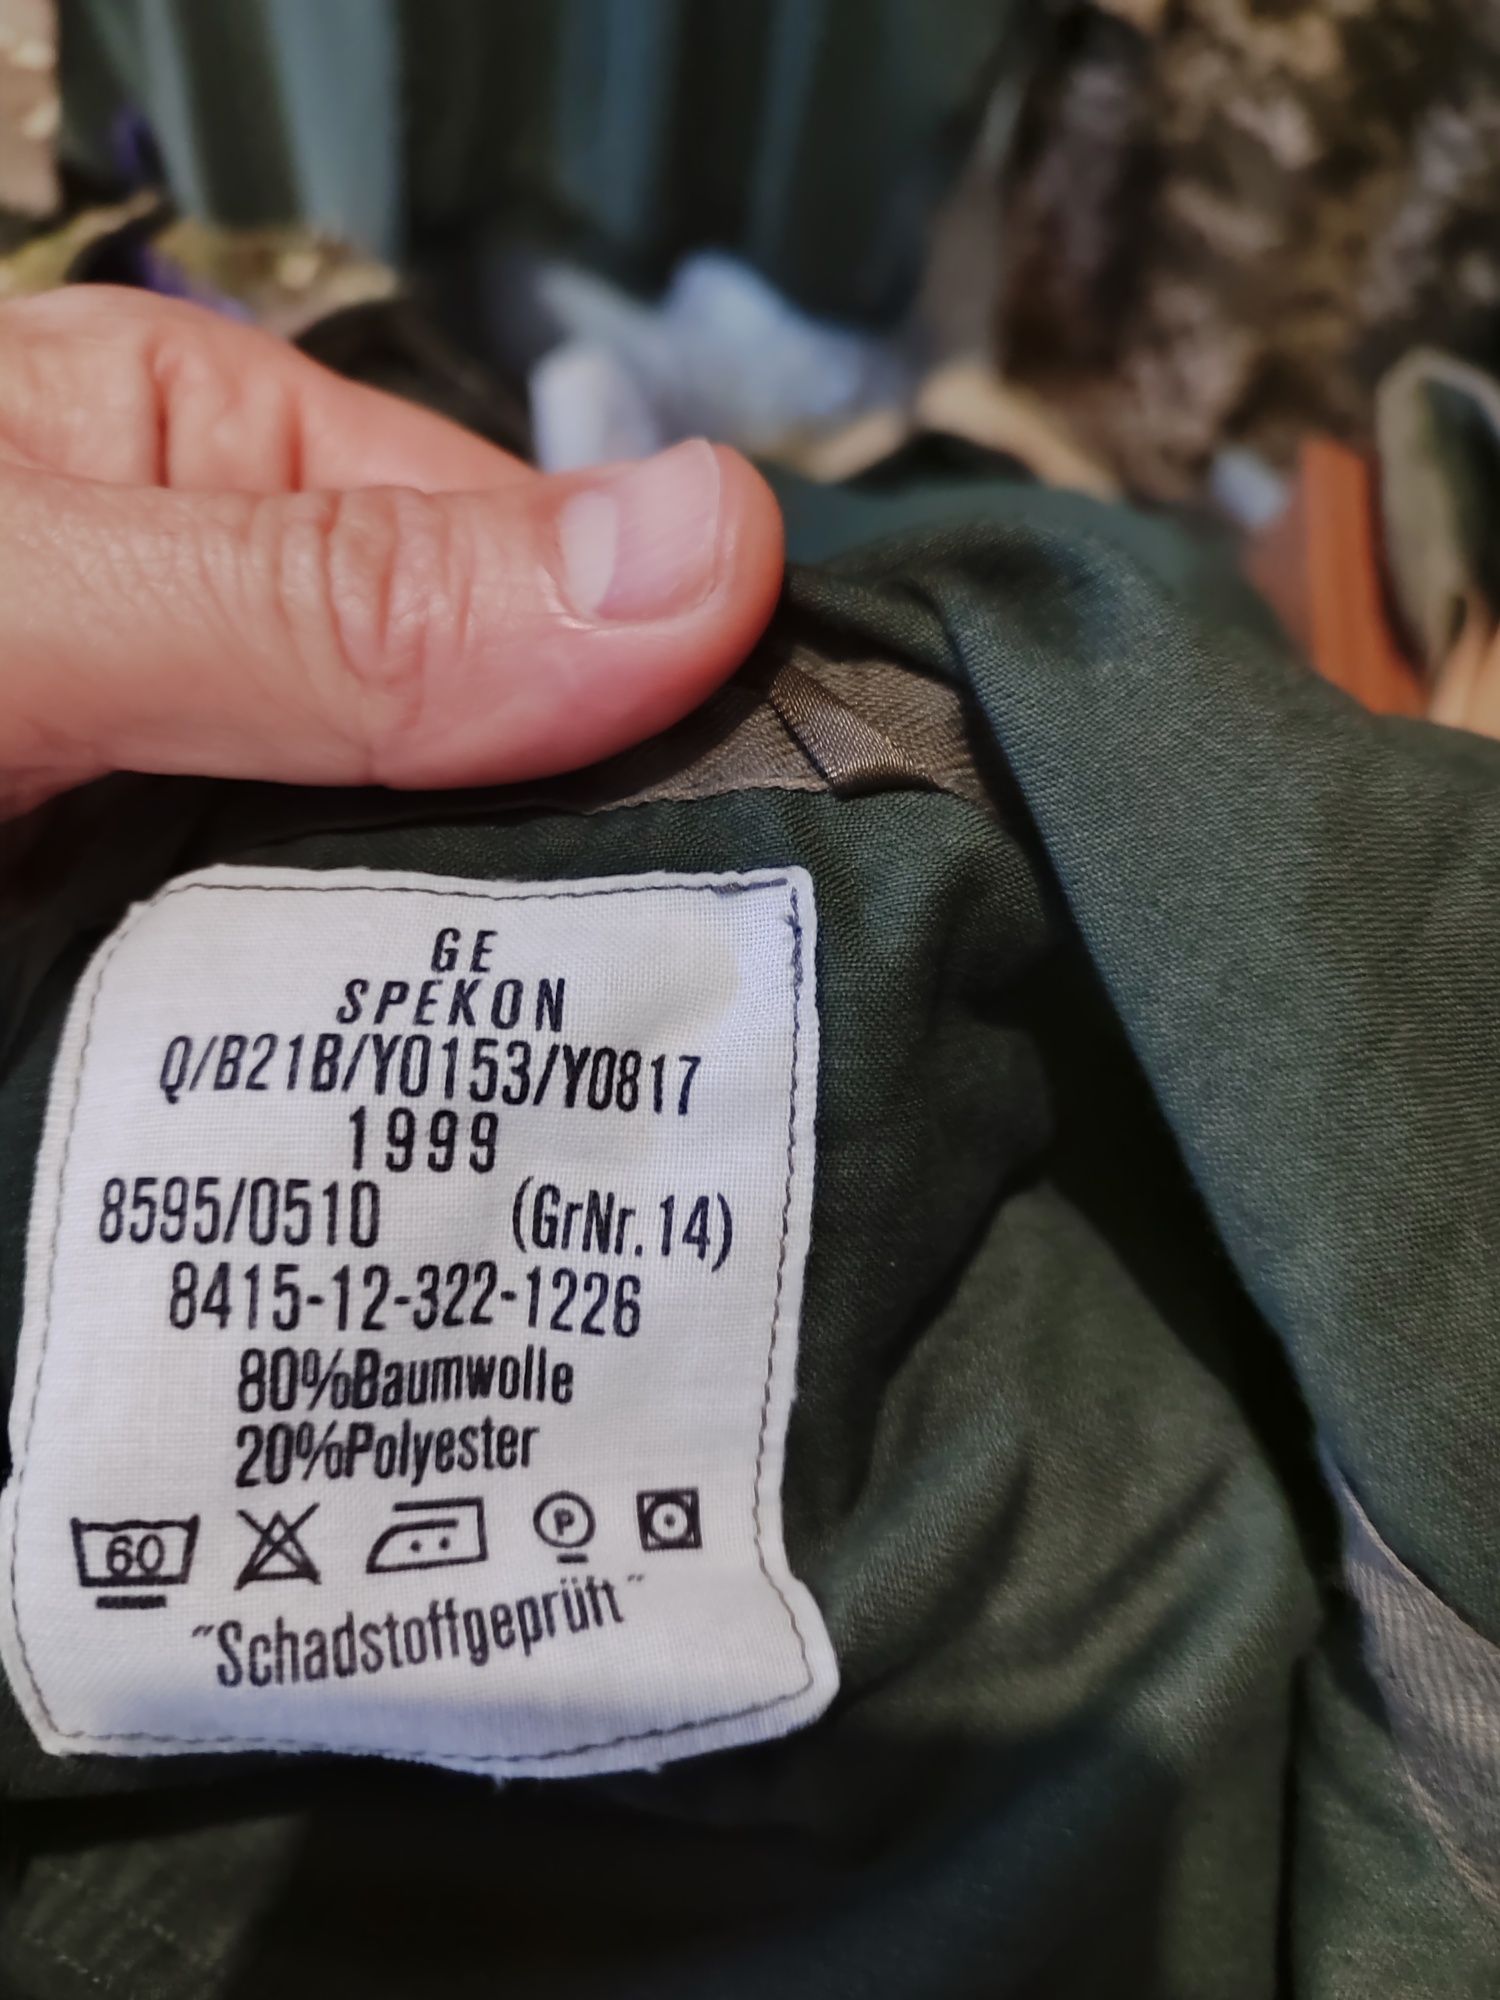 GE
SPEKON
Q/B21B/Y0153/Y0817
1999
8595/0510 (GrNr.14)
8415-12-322-1226
80%Baumwolle
20%Polyester
60 P
"Schadstoffgeprüft"